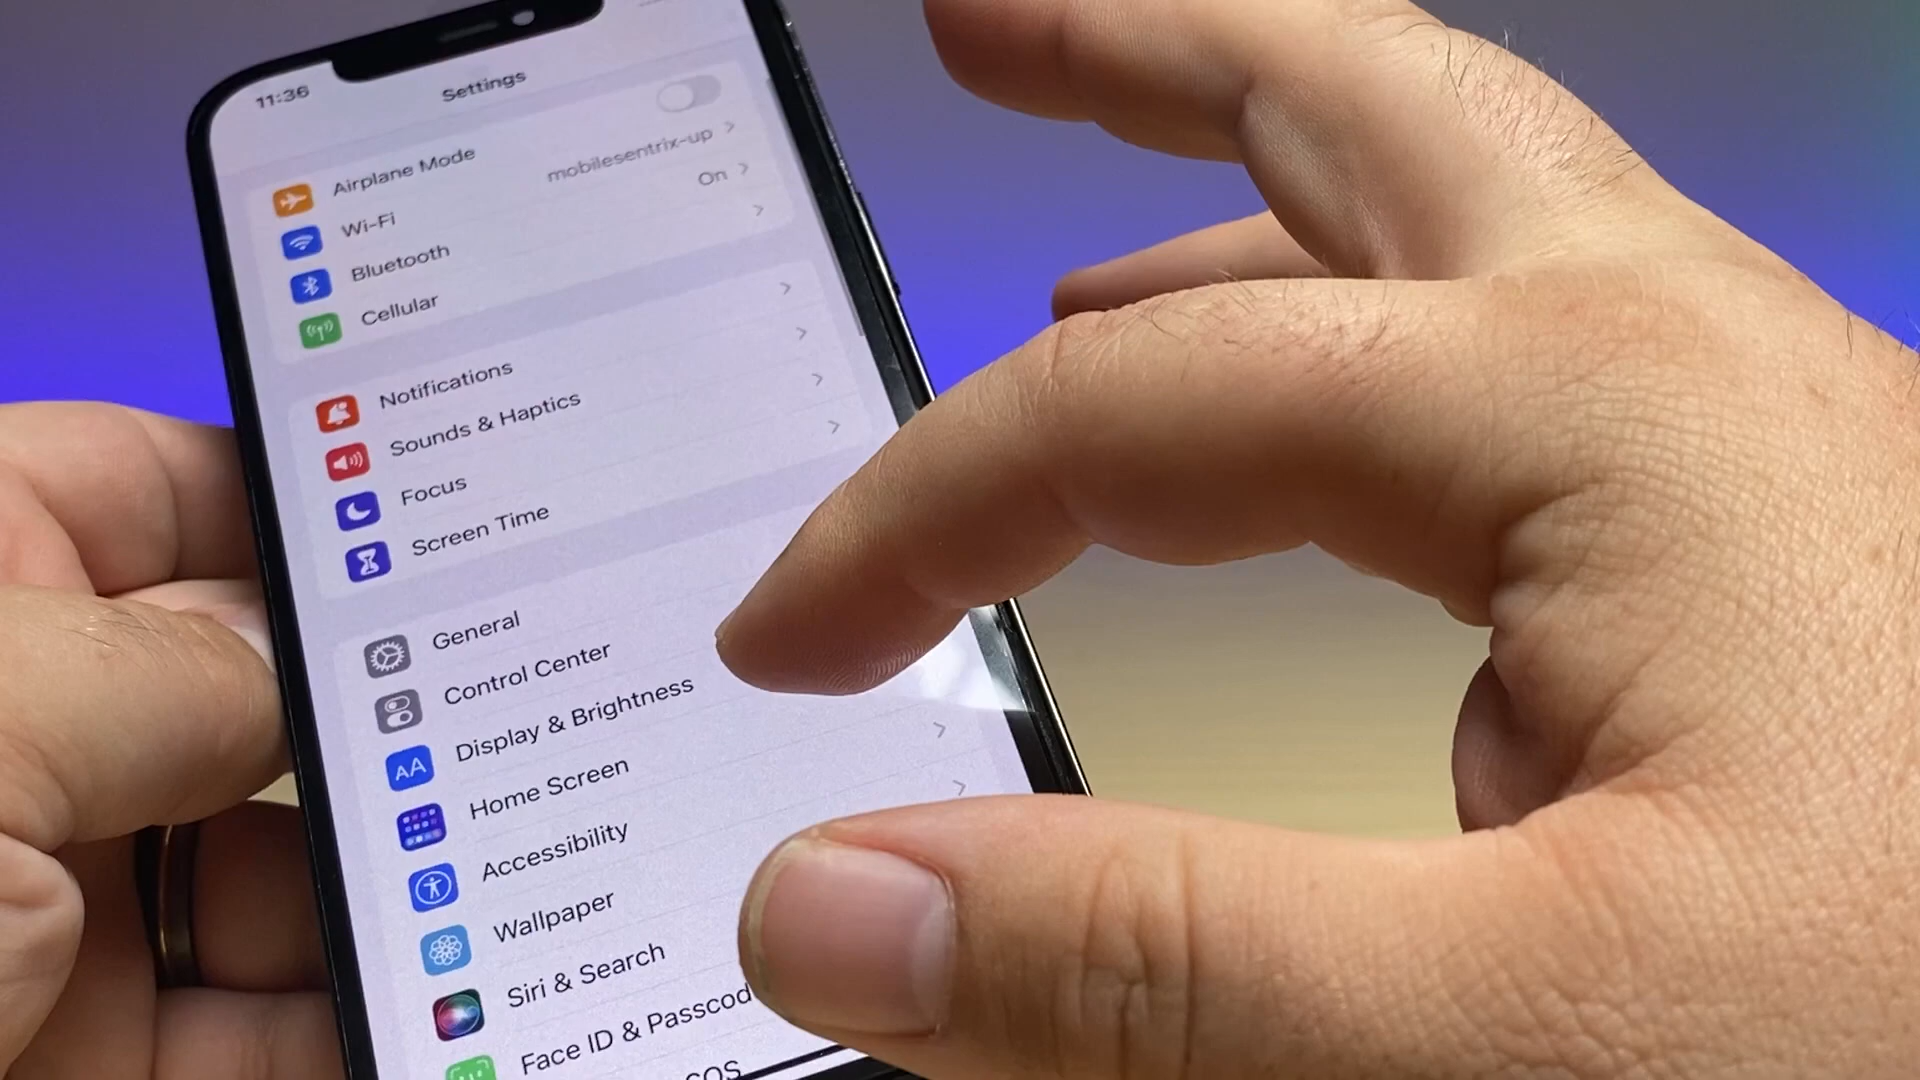 11:36
Settings
Airplane Mode
Wi-Fi
mobilesentrix-up
Bluetooth
On
Cellular
Notifications
Sounds & Haptics
Focus
Screen Time
General
Control Center
Display & Brightness
AA
Home Screen
Accessibility
Wallpaper
Siri & Search
Face ID & Passcod
SOS